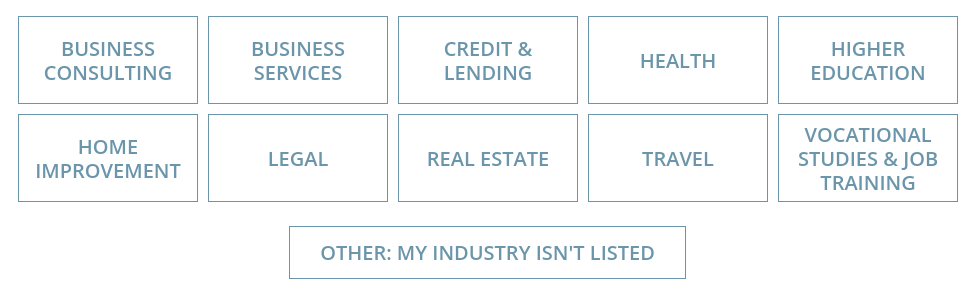 BUSINESS
CONSULTING
BUSINESS
SERVICES
CREDIT &
LENDING
HEALTH
HIGHER
EDUCATION
HOME
IMPROVEMENT
LEGAL
REAL ESTATE
TRAVEL
VOCATIONAL
STUDIES & JOB
TRAINING
OTHER: MY INDUSTRY ISN'T LISTED